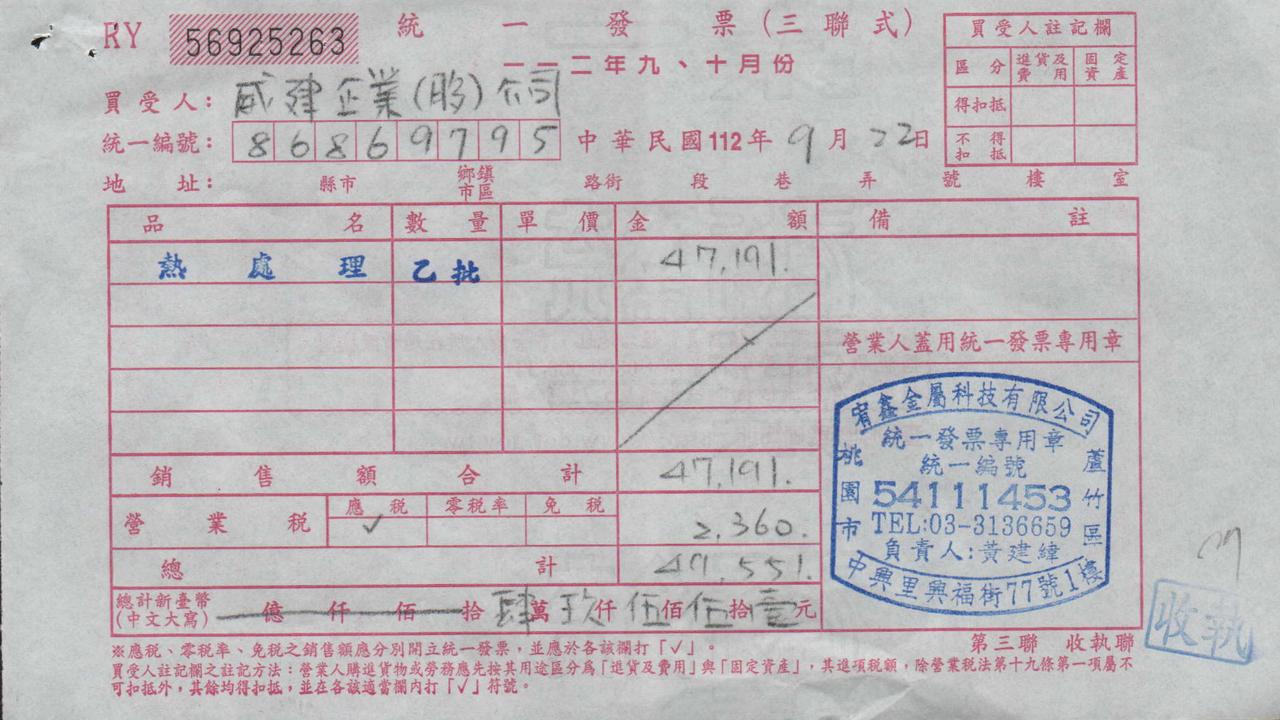 RY 56925263 統一發票(三聯式)
一一二年九、十月份
買受人註記欄
區分 進貨及費用 固定資產
得扣抵
不得扣抵
買受人: 威建企業(股)公司
統一編號: 86869795 中華民國112年9月22日
地址: 縣市 鄉鎮市區 路街 段 巷 弄 號 樓 室
品名 數量 單價 金額 備註
熱處理 乙批 47,191.
營業人蓋用統一發票專用章
銷售額合計 47,191.
營業稅 應稅 ✓ 零稅率 免稅 2,360.
總計 49,551.
總計新臺幣(中文大寫) 億仟佰拾肆萬玖仟伍佰伍拾壹元
宥鑫金屬科技有限公司
統一發票專用章
統一編號
54111453
TEL:03-3136659
負責人:黃建緯
桃園市
蘆竹區
中興里興福街77號1樓
收執
※應稅、零稅率、免稅之銷售額應分別開立統一發票,並應於各該欄打「√」。
第三聯 收執聯
買受人註記欄之註記方法:營業人購進貨物或勞務應先按其用途區分為「進貨及費用」與「固定資產」,其進項稅額,除營業稅法第十九條第一項屬不
可扣抵外,其餘均得扣抵,並在各該適當欄內打「√」符號。